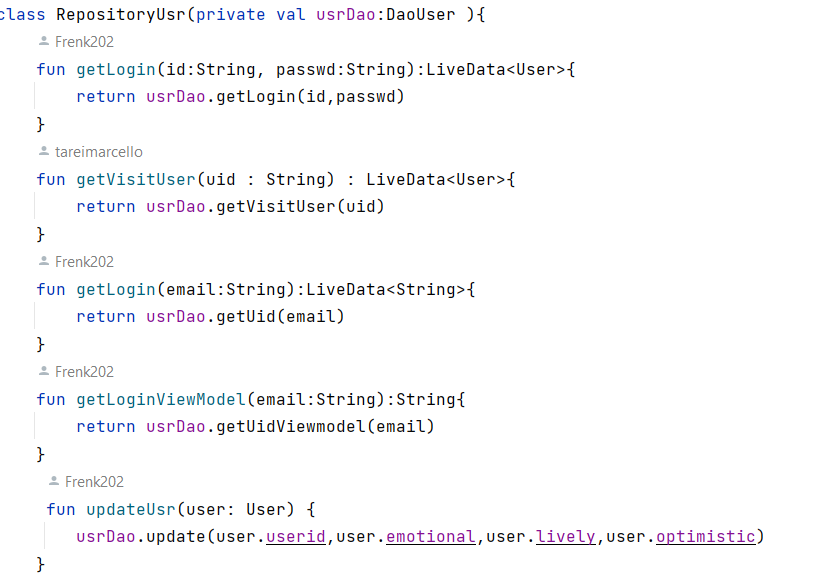 class RepositoryUsr(private val usrDao:DaoUser ){
Frenk202
fun getLogin(id:String, passwd:String):LiveData<User>{
return usrDao.getLogin(id,passwd)
}
tareimarcello
fun getVisitUser(uid : String) : LiveData<User>{
return usrDao.getVisitUser(uid)
}
Frenk202
fun getLogin(email:String):LiveData<String>{
return usrDao.getUid(email)
}
Frenk202
fun getLoginViewModel(email:String):String{
return usrDao.getUidViewmodel(email)
}
Frenk202
fun updateUsr(user: User) {
usrDao.update(user.userid,user.emotional,user.lively,user.optimistic)
}